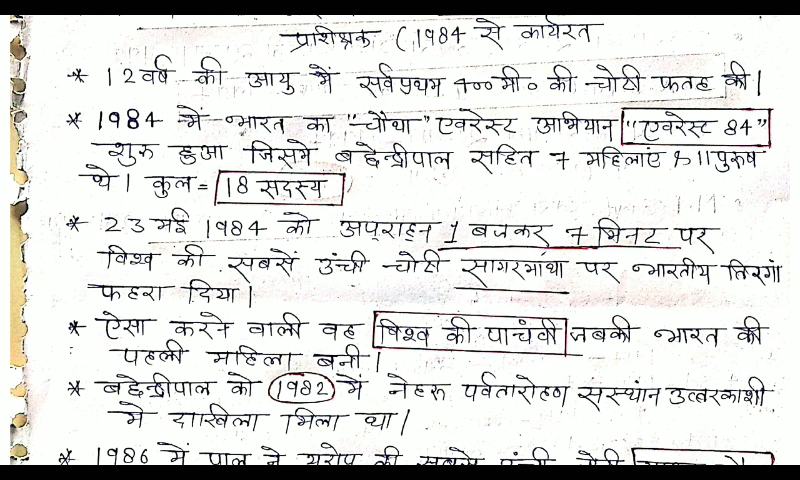 प्रशिक्षक (1984 से कार्यरत
* 12 वर्ष की आयु में सर्वप्रथम 400 मी० की चोटी फतह की।
* 1984 में भारत का "चौथा" एवरेस्ट अभियान "एवरेस्ट 84"
शुरु हुआ जिसमें बछेन्द्रीपाल सहित 7 महिलाएं व 11 पुरूष
थे। कुल = 18 सदस्य
* 23 मई 1984 को अपराहन 1 बजकर 7 मिनट पर
विश्व की सबसे उंची चोटी सागरमाथा पर भारतीय तिरंगा
फहरा दिया।
* ऐसा करने वाली वह विश्व की पाचंवी जबकी भारत की
पहली महिला बनी।
* बछेन्द्रीपाल को 1982 में नेहरू पर्वतारोहण संस्थान उत्तरकाशी
मे दाखिला मिला था।
* 1986 में पाल ने यूरोप की सबसे उंची चोटी